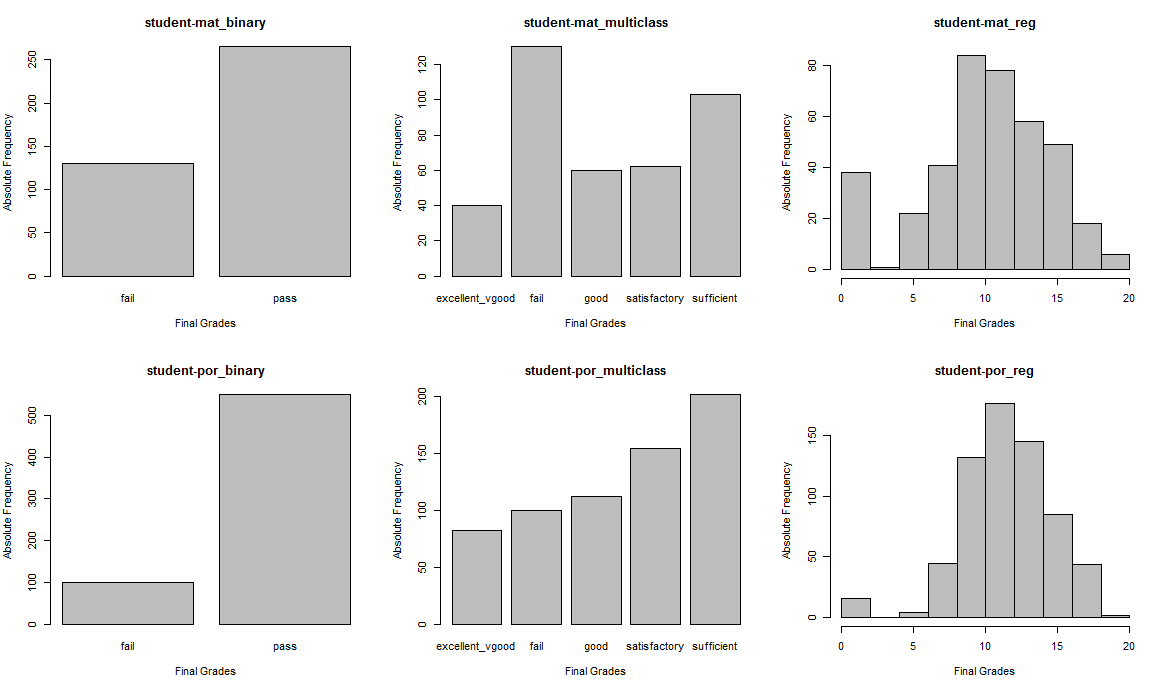 student-mat_binary
Absolute Frequency
0 50 100 150 200 250
fail pass
Final Grades
student-mat_multiclass
Absolute Frequency
0 20 40 60 80 100 120
excellent_vgood fail good satisfactory sufficient
Final Grades
student-mat_reg
Absolute Frequency
0 20 40 60 80
0 5 10 15 20
Final Grades
student-por_binary
Absolute Frequency
0 100 200 300 400 500
fail pass
Final Grades
student-por_multiclass
Absolute Frequency
0 50 100 150 200
excellent_vgood fail good satisfactory sufficient
Final Grades
student-por_reg
Absolute Frequency
0 50 100 150
0 5 10 15 20
Final Grades